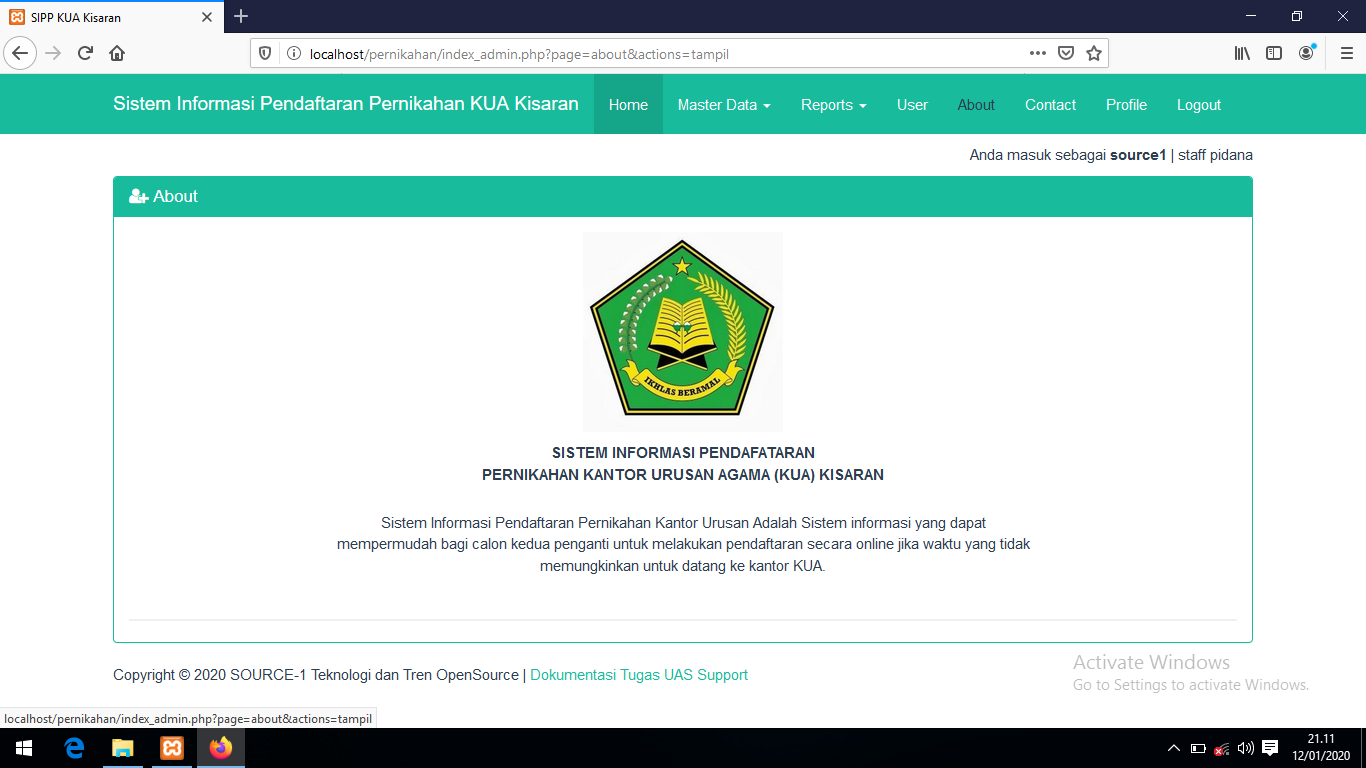 SIPP KUA Kisaran
localhost/pernikahan/index_admin.php?page=about&actions=tampil
Sistem Informasi Pendaftaran Pernikahan KUA Kisaran Home Master Data Reports User About Contact Profile Logout
Anda masuk sebagai source1 | staff pidana
About
IKHLAS BERAMAL
SISTEM INFORMASI PENDAFATARAN
PERNIKAHAN KANTOR URUSAN AGAMA (KUA) KISARAN
Sistem Informasi Pendaftaran Pernikahan Kantor Urusan Adalah Sistem informasi yang dapat
mempermudah bagi calon kedua penganti untuk melakukan pendaftaran secara online jika waktu yang tidak
memungkinkan untuk datang ke kantor KUA.
Copyright © 2020 SOURCE-1 Teknologi dan Tren OpenSource | Dokumentasi Tugas UAS Support
Activate Windows
Go to Settings to activate Windows.
localhost/pernikahan/index_admin.php?page=about&actions=tampil
21.11
12/01/2020